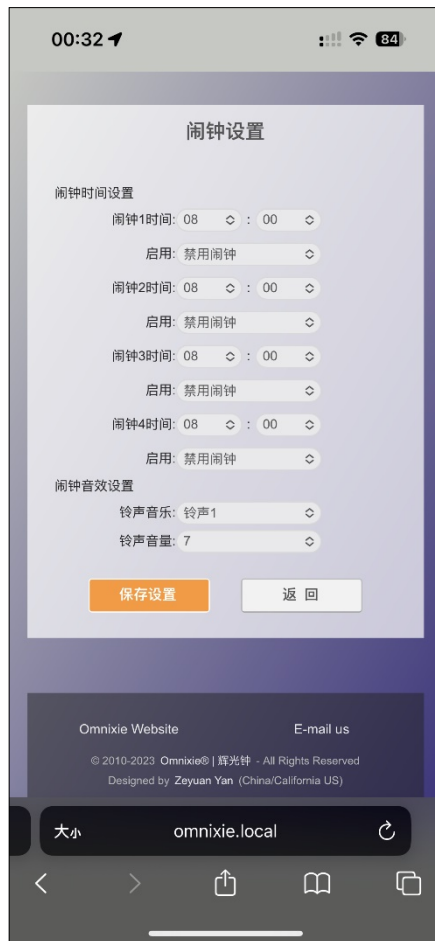 00:32
84
闹钟设置
闹钟时间设置
闹钟1时间: 08 : 00
启用: 禁用闹钟
闹钟2时间: 08 : 00
启用: 禁用闹钟
闹钟3时间: 08 : 00
启用: 禁用闹钟
闹钟4时间: 08 : 00
启用: 禁用闹钟
闹钟音效设置
铃声音乐: 铃声1
铃声音量: 7
保存设置 返 回
Omnixie Website E-mail us
© 2010-2023 Omnixie® | 辉光钟 - All Rights Reserved
Designed by Zeyuan Yan (China/California US)
大小 omnixie.local